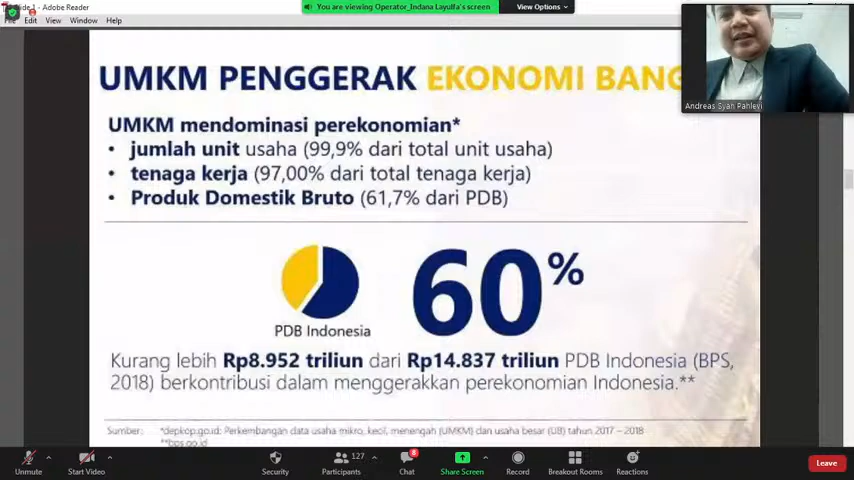 Adobe Reader
You are viewing Operator_Indana Layulfa's screen
View Options
File Edit View Window Help
UMKM PENGGERAK EKONOMI BANG
Andreas Syah Pahlevi
UMKM mendominasi perekonomian*
• jumlah unit usaha (99,9% dari total unit usaha)
• tenaga kerja (97,00% dari total tenaga kerja)
• Produk Domestik Bruto (61,7% dari PDB)
60%
PDB Indonesia
Kurang lebih Rp8.952 triliun dari Rp14.837 triliun PDB Indonesia (BPS,
2018) berkontribusi dalam menggerakkan perekonomian Indonesia.**
Sumber: *depkop.go.id: Perkembangan data usaha mikro, kecil, menengah (UMKM) dan usaha besar (UB) tahun 2017 – 2018
**bps.go.id
Unmute
Start Video
Security
Participants 127
Chat 8
Share Screen
Record
Breakout Rooms
Reactions
Leave